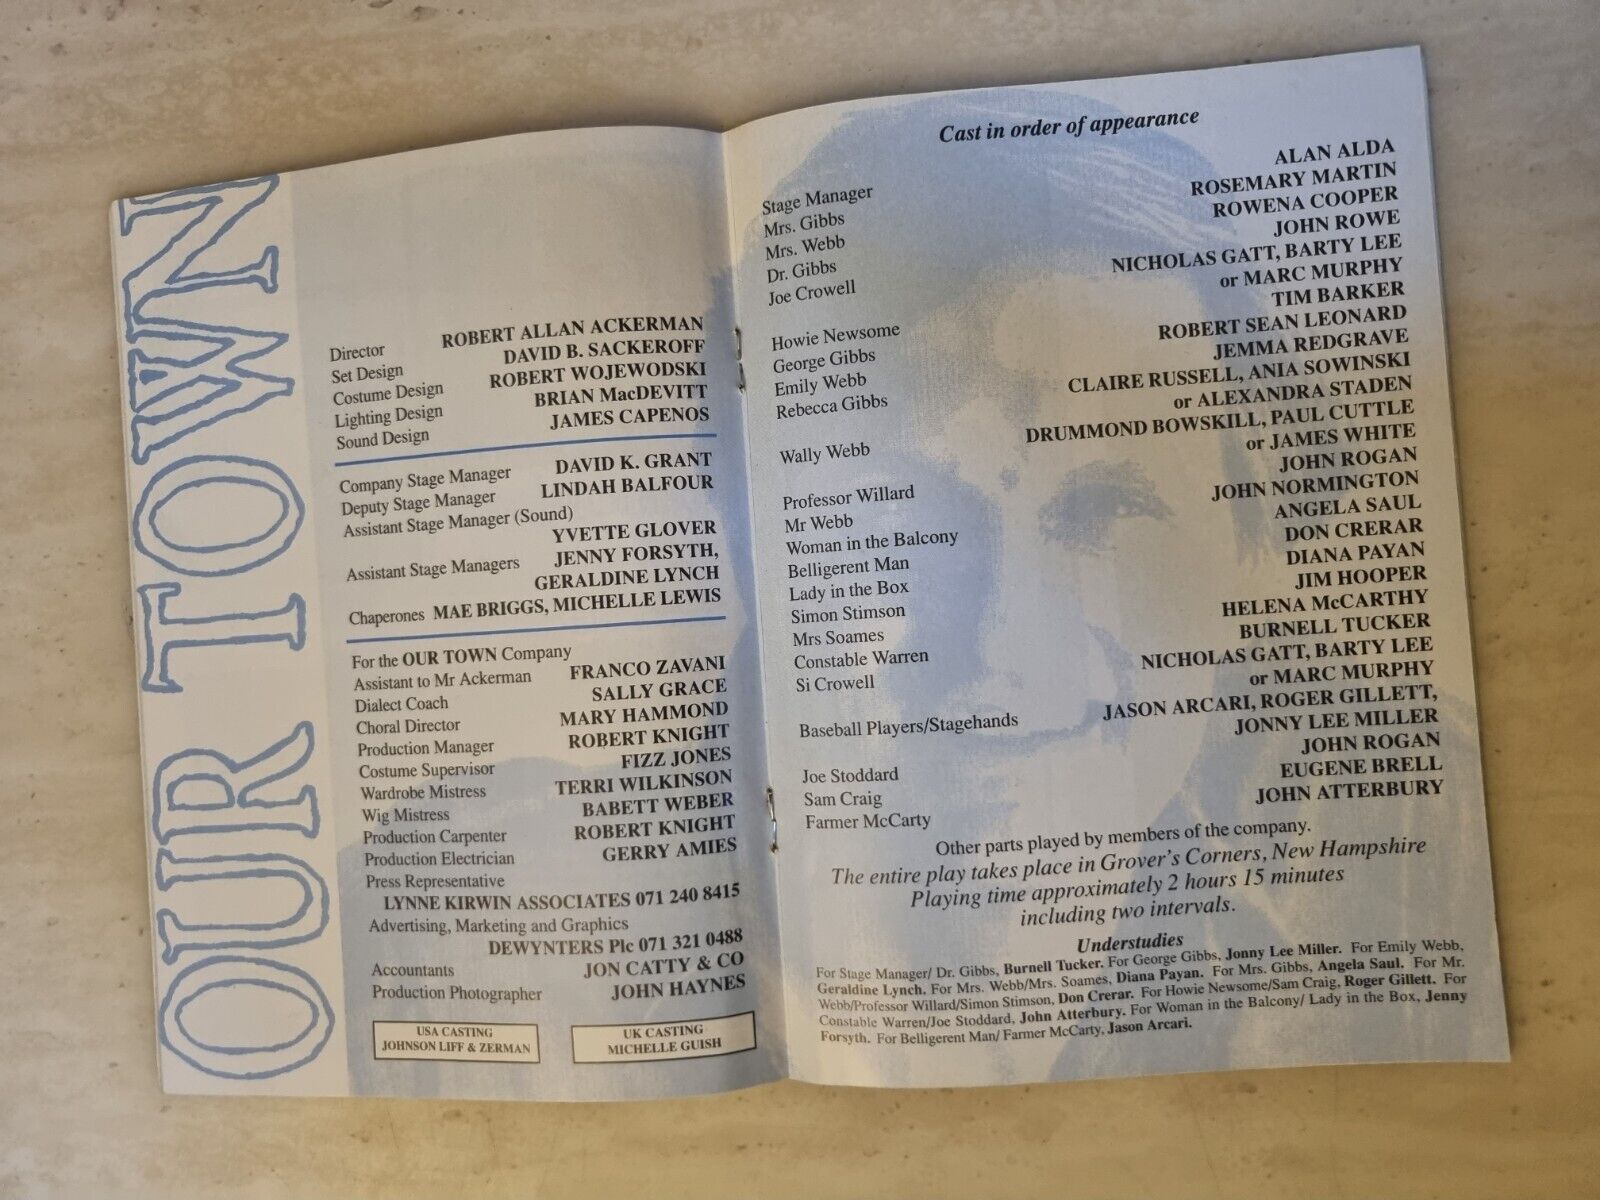 OUR TOWN
Director ROBERT ALLAN ACKERMAN
Set Design DAVID B. SACKEROFF
Costume Design ROBERT WOJEWODSKI
Lighting Design BRIAN MacDEVITT
Sound Design JAMES CAPENOS
Company Stage Manager DAVID K. GRANT
Deputy Stage Manager LINDAH BALFOUR
Assistant Stage Manager (Sound)
YVETTE GLOVER
Assistant Stage Managers JENNY FORSYTH,
GERALDINE LYNCH
Chaperones MAE BRIGGS, MICHELLE LEWIS
For the OUR TOWN Company
Assistant to Mr Ackerman FRANCO ZAVANI
Dialect Coach SALLY GRACE
Choral Director MARY HAMMOND
Production Manager ROBERT KNIGHT
Costume Supervisor FIZZ JONES
Wardrobe Mistress TERRI WILKINSON
Wig Mistress BABETT WEBER
Production Carpenter ROBERT KNIGHT
Production Electrician GERRY AMIES
Press Representative
LYNNE KIRWIN ASSOCIATES 071 240 8415
Advertising, Marketing and Graphics
DEWYNTERS Plc 071 321 0488
Accountants JON CATTY & CO
Production Photographer JOHN HAYNES
USA CASTING
JOHNSON LIFF & ZERMAN
UK CASTING
MICHELLE GUISH
Cast in order of appearance
Stage Manager ALAN ALDA
Mrs. Gibbs ROSEMARY MARTIN
Mrs. Webb ROWENA COOPER
Dr. Gibbs JOHN ROWE
Joe Crowell NICHOLAS GATT, BARTY LEE
or MARC MURPHY
Howie Newsome TIM BARKER
George Gibbs ROBERT SEAN LEONARD
Emily Webb JEMMA REDGRAVE
Rebecca Gibbs CLAIRE RUSSELL, ANIA SOWINSKI
or ALEXANDRA STADEN
Wally Webb DRUMMOND BOWSKILL, PAUL CUTTLE
or JAMES WHITE
Professor Willard JOHN ROGAN
Mr Webb JOHN NORMINGTON
Woman in the Balcony ANGELA SAUL
Belligerent Man DON CRERAR
Lady in the Box DIANA PAYAN
Simon Stimson JIM HOOPER
Mrs Soames HELENA McCARTHY
Constable Warren BURNELL TUCKER
Si Crowell NICHOLAS GATT, BARTY LEE
or MARC MURPHY
Baseball Players/Stagehands JASON ARCARI, ROGER GILLETT,
JONNY LEE MILLER
Joe Stoddard JOHN ROGAN
Sam Craig EUGENE BRELL
Farmer McCarty JOHN ATTERBURY
Other parts played by members of the company.
The entire play takes place in Grover's Corners, New Hampshire
Playing time approximately 2 hours 15 minutes
including two intervals.
Understudies
For Stage Manager/ Dr. Gibbs, Burnell Tucker. For George Gibbs, Jonny Lee Miller. For Emily Webb,
Geraldine Lynch. For Mrs. Webb/Mrs. Soames, Diana Payan. For Mrs. Gibbs, Angela Saul. For Mr.
Webb/Professor Willard/Simon Stimson, Don Crerar. For Howie Newsome/Sam Craig, Roger Gillett. For
Constable Warren/Joe Stoddard, John Atterbury. For Woman in the Balcony/ Lady in the Box, Jenny
Forsyth. For Belligerent Man/ Farmer McCarty, Jason Arcari.